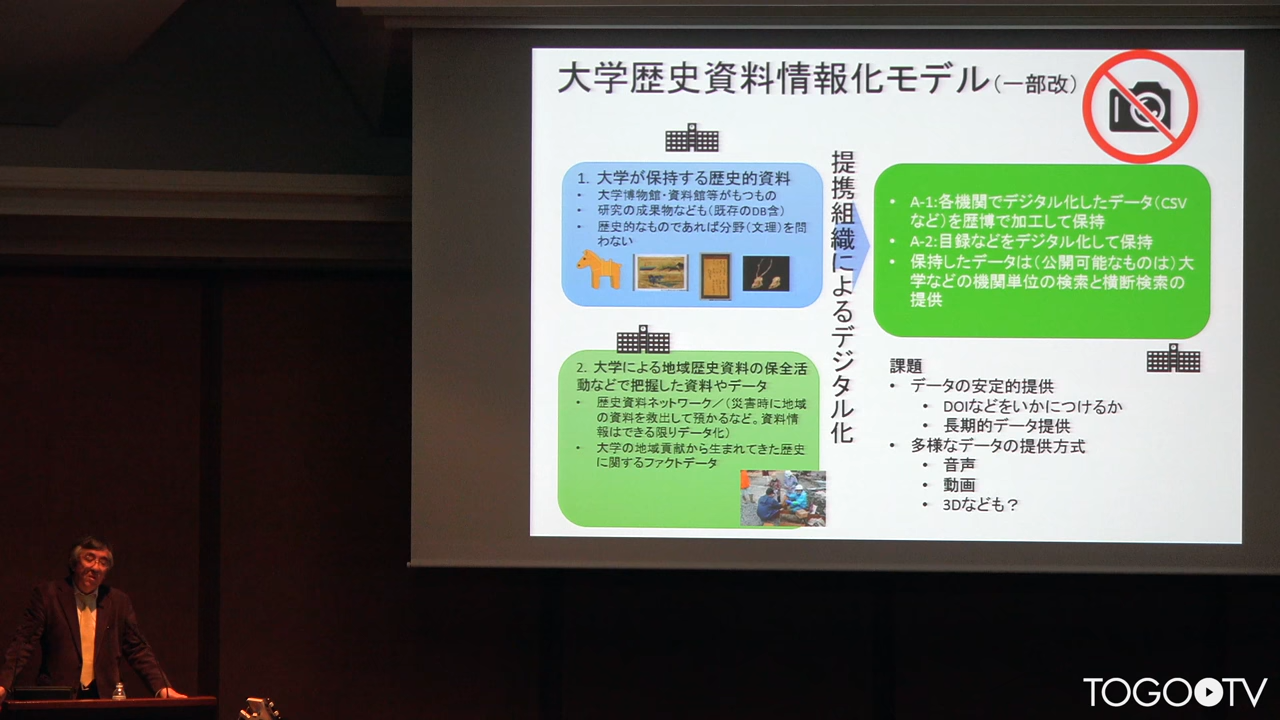 大学歴史資料情報化モデル（一部改）
1. 大学が保持する歴史的資料
• 大学博物館・資料館等がもつもの
• 研究の成果物なども（既存のDB含）
• 歴史的なものであれば分野（文理）を問
わない
2. 大学による地域歴史資料の保全活
動などで把握した資料やデータ
• 歴史資料ネットワーク／（災害時に地域
の資料を救出して預かるなど。資料情
報はできる限りデータ化）
• 大学の地域貢献から生まれてきた歴史
に関するファクトデータ
提携組織によるデジタル化
• A-1:各機関でデジタル化したデータ（CSV
など）を歴博で加工して保持
• A-2:目録などをデジタル化して保持
• 保持したデータは（公開可能なものは）大
学などの機関単位の検索と横断検索の
提供
課題
• データの安定的提供
• DOIなどをいかにつけるか
• 長期的データ提供
• 多様なデータの提供方式
• 音声
• 動画
• 3Dなども？
TOGO TV